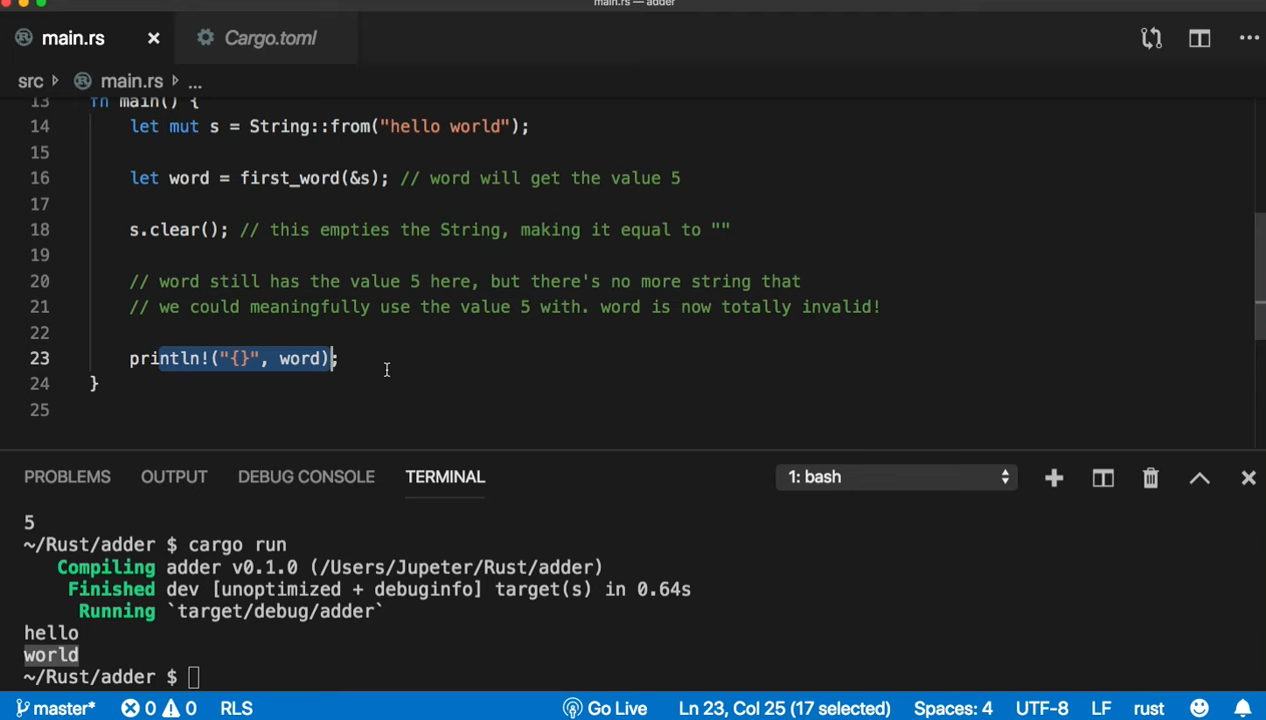 main.rs — adder
main.rs
Cargo.toml
src main.rs ...
13 fn main() {
14 let mut s = String::from("hello world");
15
16 let word = first_word(&s); // word will get the value 5
17
18 s.clear(); // this empties the String, making it equal to ""
19
20 // word still has the value 5 here, but there's no more string that
21 // we could meaningfully use the value 5 with. word is now totally invalid!
22
23 println!("{}", word);
24 }
25
PROBLEMS OUTPUT DEBUG CONSOLE TERMINAL 1: bash
5
~/Rust/adder $ cargo run
Compiling adder v0.1.0 (/Users/Jupeter/Rust/adder)
Finished dev [unoptimized + debuginfo] target(s) in 0.64s
Running `target/debug/adder`
hello
world
~/Rust/adder $
master* 0 0 RLS Go Live Ln 23, Col 25 (17 selected) Spaces: 4 UTF-8 LF rust